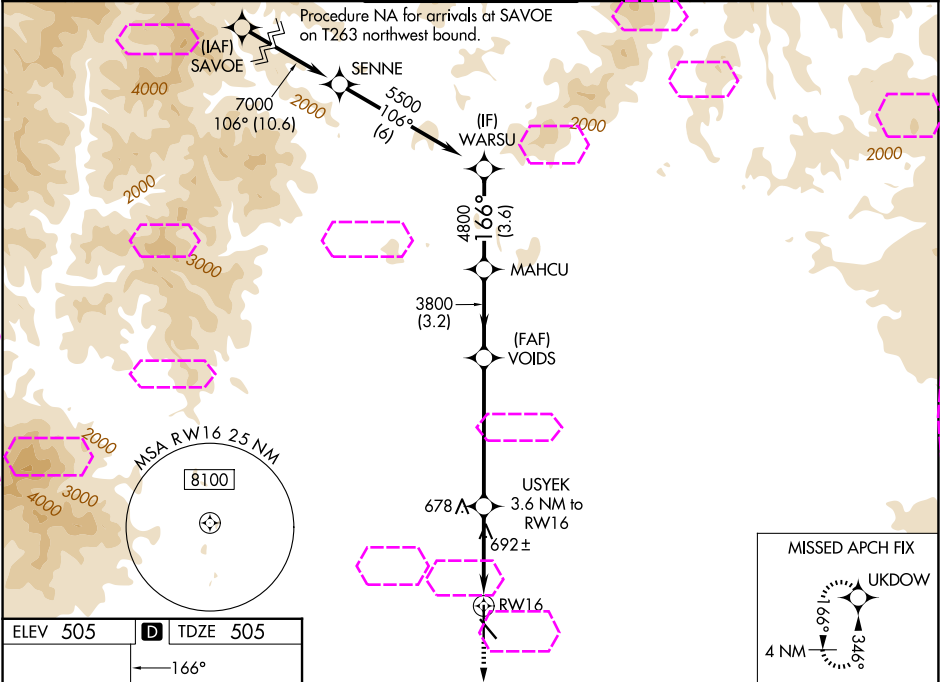 Procedure NA for arrivals at SAVOE
on T263 northwest bound.
(IAF)
SAVOE
SENNE
4000
7000
106° (10.6)
2000
5500
106°
(6)
(IF)
WARSU
2000
2000
2000
4800
166°
(3.6)
3000
MAHCU
3800
(3.2)
(FAF)
VOIDS
2000
3000
4000
MSA RW16 25 NM
8100
678
USYEK
3.6 NM to
RW16
692±
RW16
MISSED APCH FIX
UKDOW
166°
346°
4 NM
ELEV 505
D
TDZE 505
166°